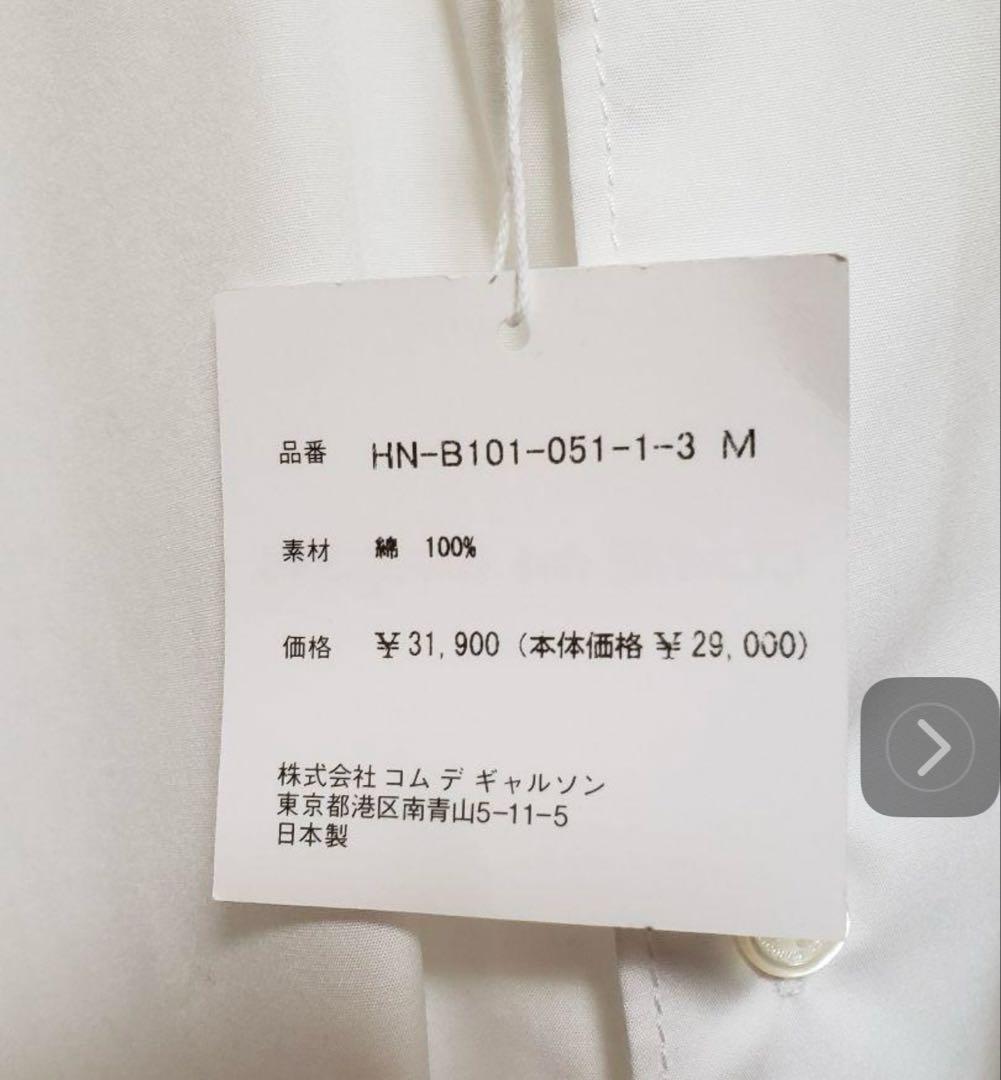 品番 HN-B101-051-1-3 M
素材 綿 100%
価格 ¥31,900 (本体価格 ¥29,000)
株式会社 コム デ ギャルソン
東京都港区南青山5-11-5
日本製